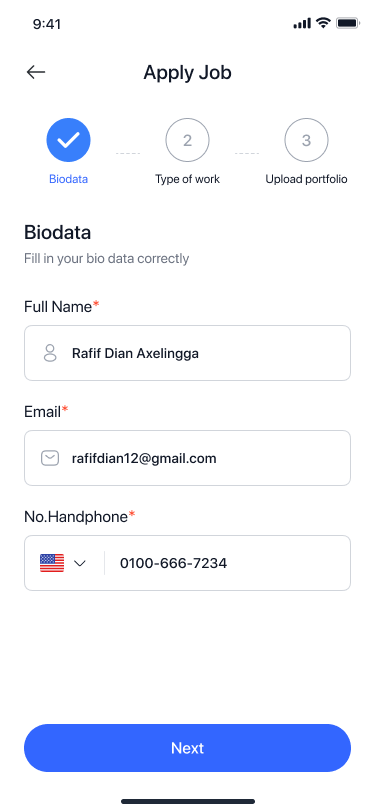 9:41
Apply Job
2
3
Biodata
Type of work
Upload portfolio
Biodata
Fill in your bio data correctly
Full Name*
Rafif Dian Axelingga
Email*
rafifdian12@gmail.com
No.Handphone*
0100-666-7234
Next